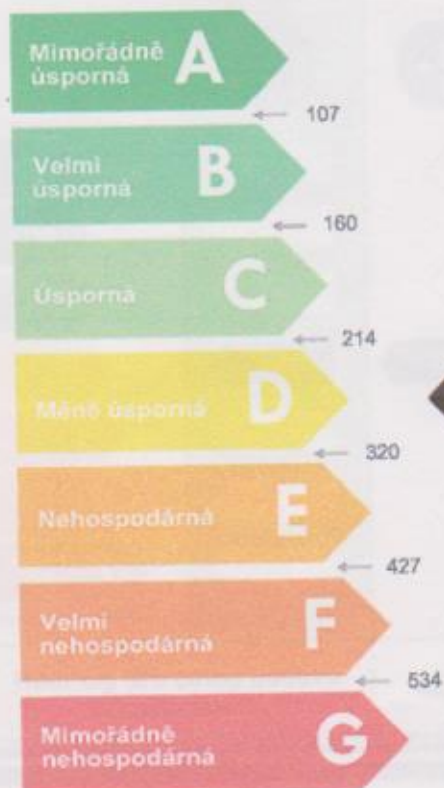 Mimořádně
úsporná
A
107
Velmi
úsporná
B
160
Úsporná
C
214
Méně úsporná
D
320
Nehospodárná
E
427
Velmi
nehospodárná
F
534
Mimořádně
nehospodárná
G